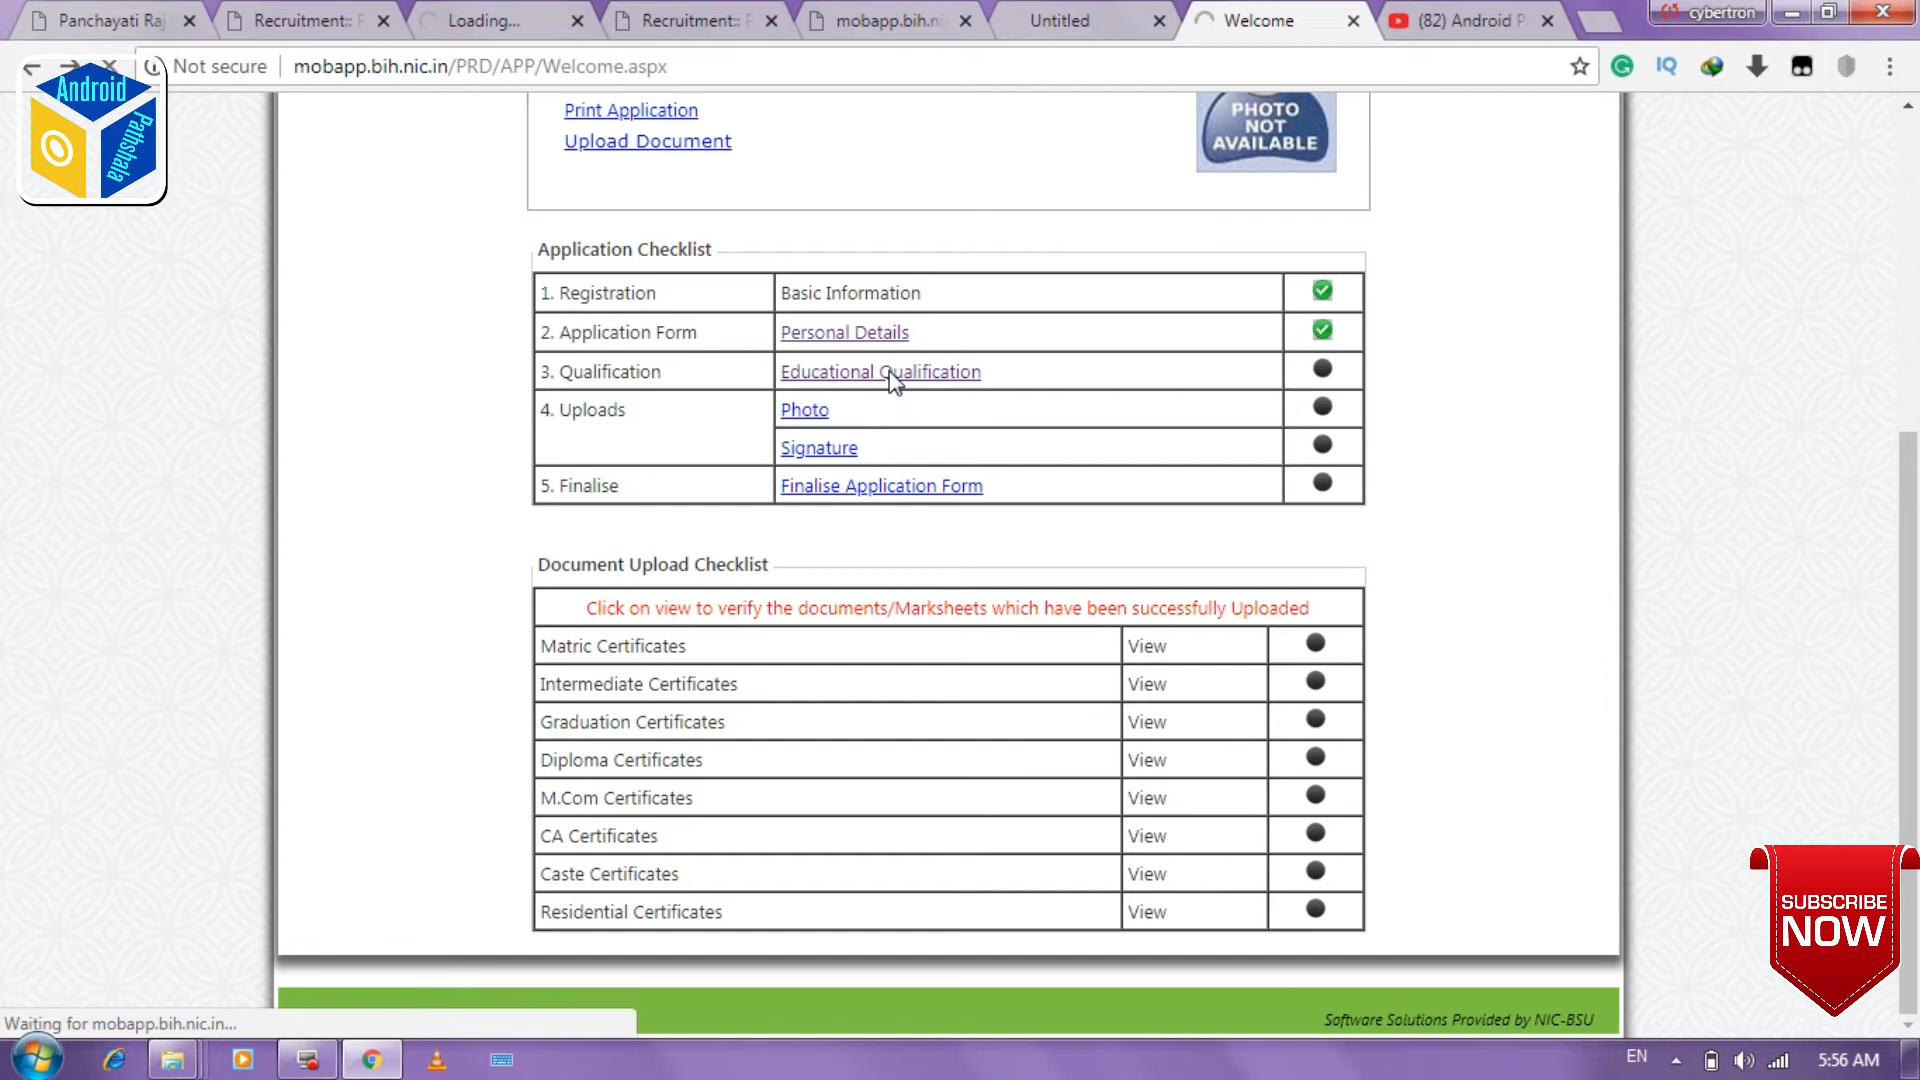 Panchayati Raj
Recruitment:: P
Loading...
Recruitment:: P
mobapp.bih.ni
Untitled
Welcome
(82) Android P
cybertron
Not secure
mobapp.bih.nic.in/PRD/APP/Welcome.aspx
IQ
Android
Pathshala
Print Application
Upload Document
PHOTO
NOT
AVAILABLE
Application Checklist
1. Registration Basic Information
2. Application Form Personal Details
3. Qualification Educational Qualification
4. Uploads Photo
Signature
5. Finalise Finalise Application Form
Document Upload Checklist
Click on view to verify the documents/Marksheets which have been successfully Uploaded
Matric Certificates View
Intermediate Certificates View
Graduation Certificates View
Diploma Certificates View
M.Com Certificates View
CA Certificates View
Caste Certificates View
Residential Certificates View
SUBSCRIBE
NOW
Waiting for mobapp.bih.nic.in...
Software Solutions Provided by NIC-BSU
EN
5:56 AM